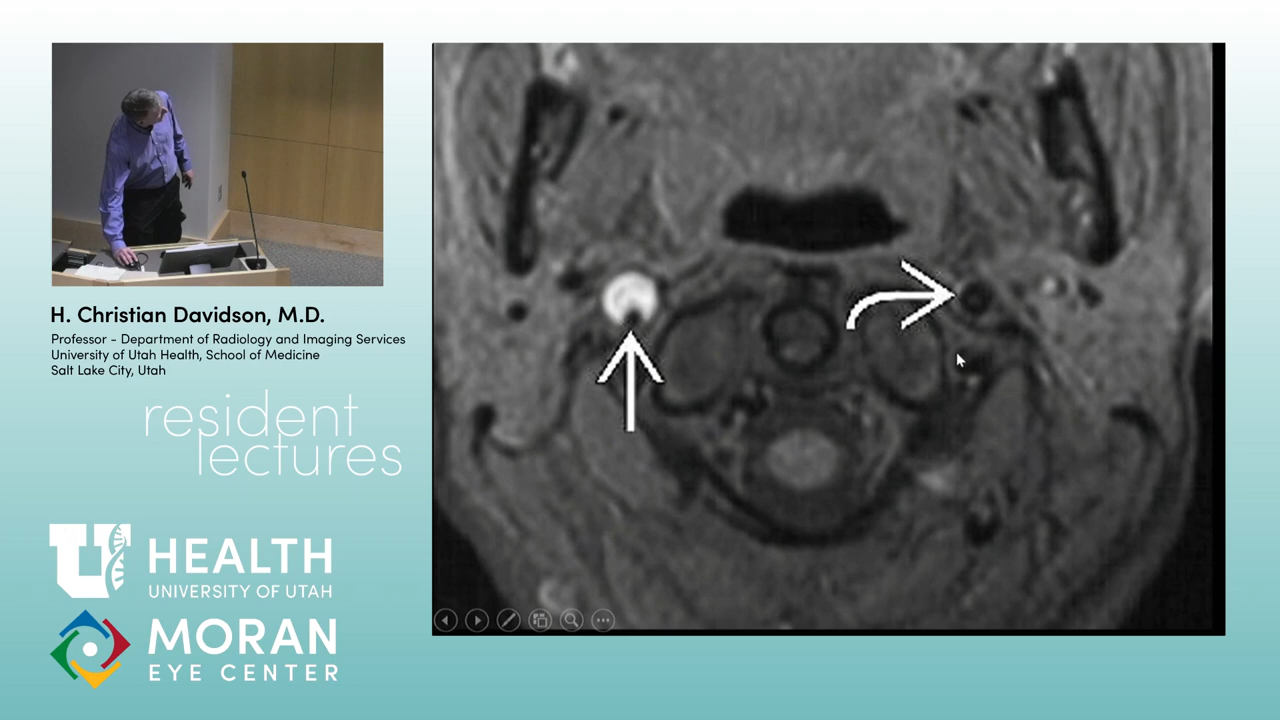 H. Christian Davidson, M.D.
Professor - Department of Radiology and Imaging Services
University of Utah Health, School of Medicine
Salt Lake City, Utah
resident
lectures
U HEALTH
UNIVERSITY OF UTAH
MORAN
EYE CENTER